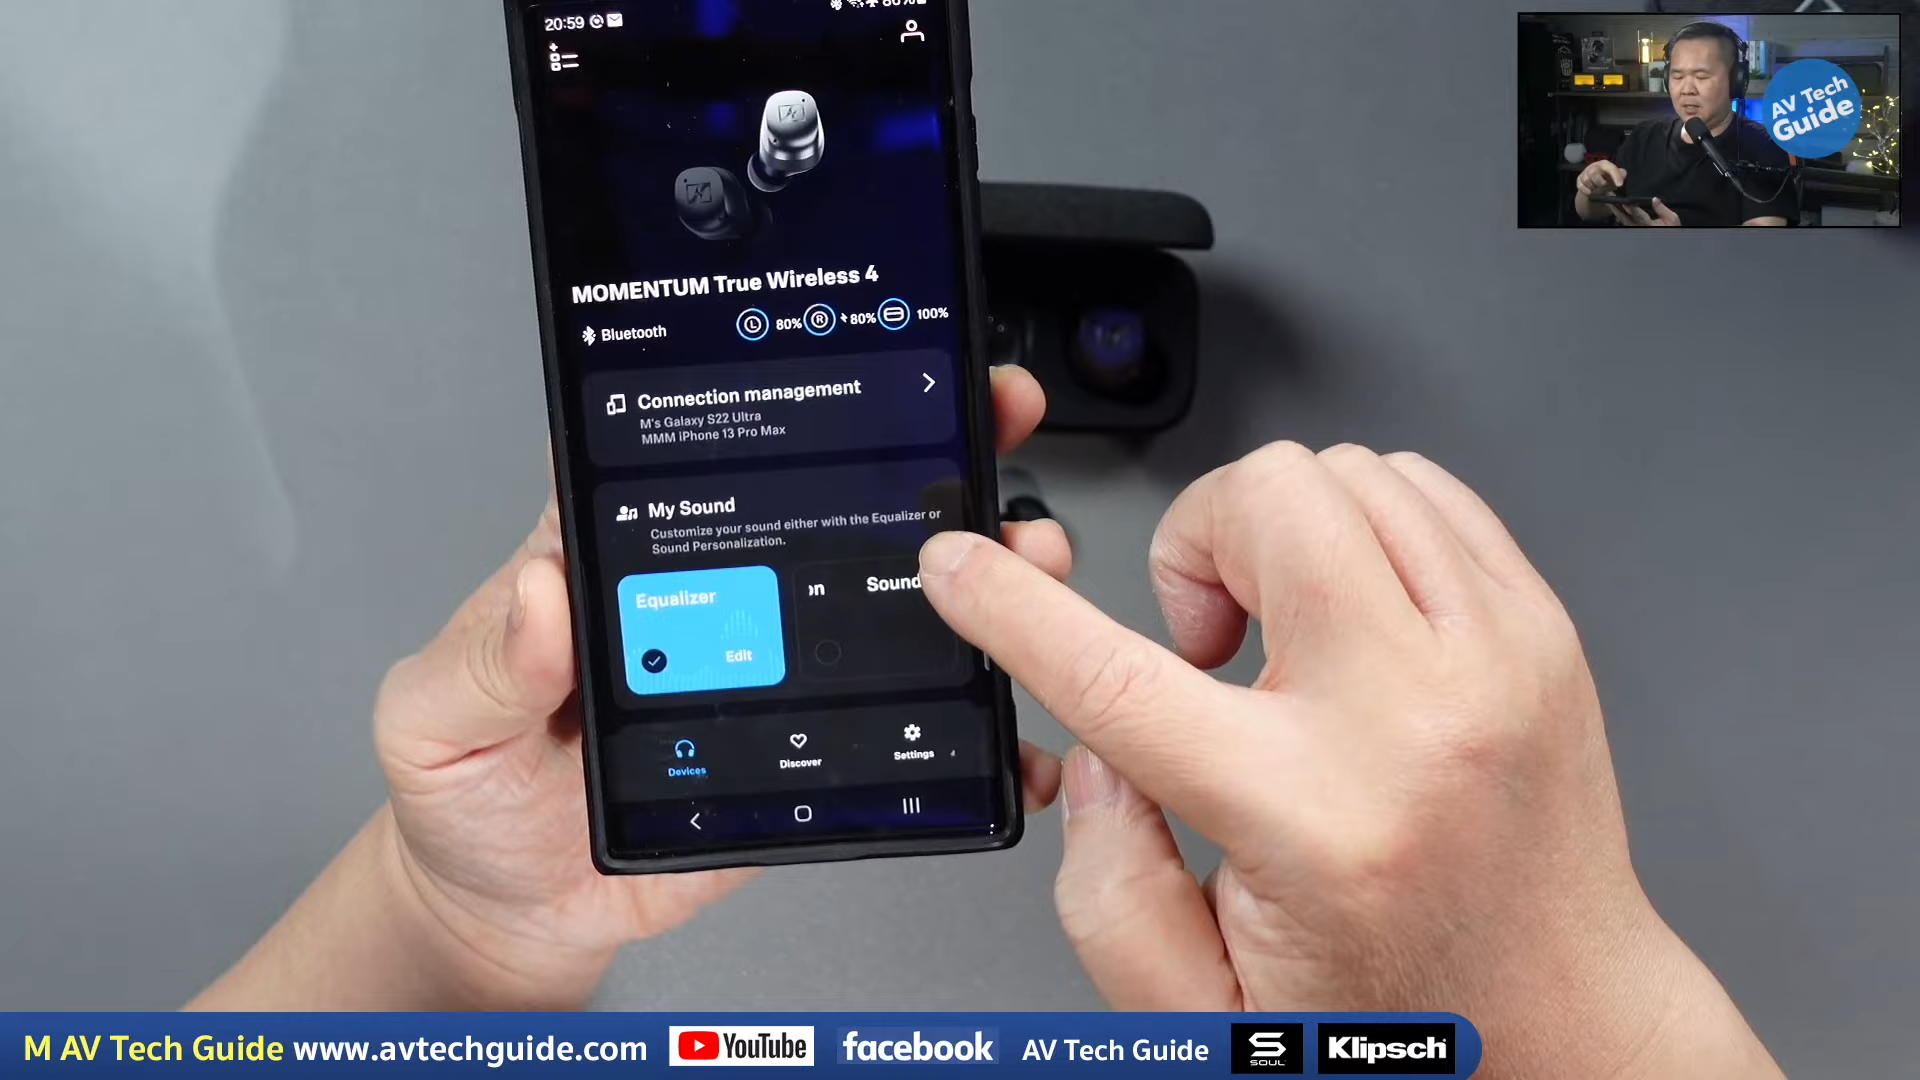 20:59
86%
MOMENTUM True Wireless 4
Bluetooth
L 80% R 80% 100%
Connection management
M's Galaxy S22 Ultra
MMM iPhone 13 Pro Max
My Sound
Customize your sound either with the Equalizer or
Sound Personalization.
Equalizer
on Sound
Edit
Devices
Discover
Settings
AV Tech
Guide
M AV Tech Guide www.avtechguide.com YouTube facebook AV Tech Guide S SOUL Klipsch